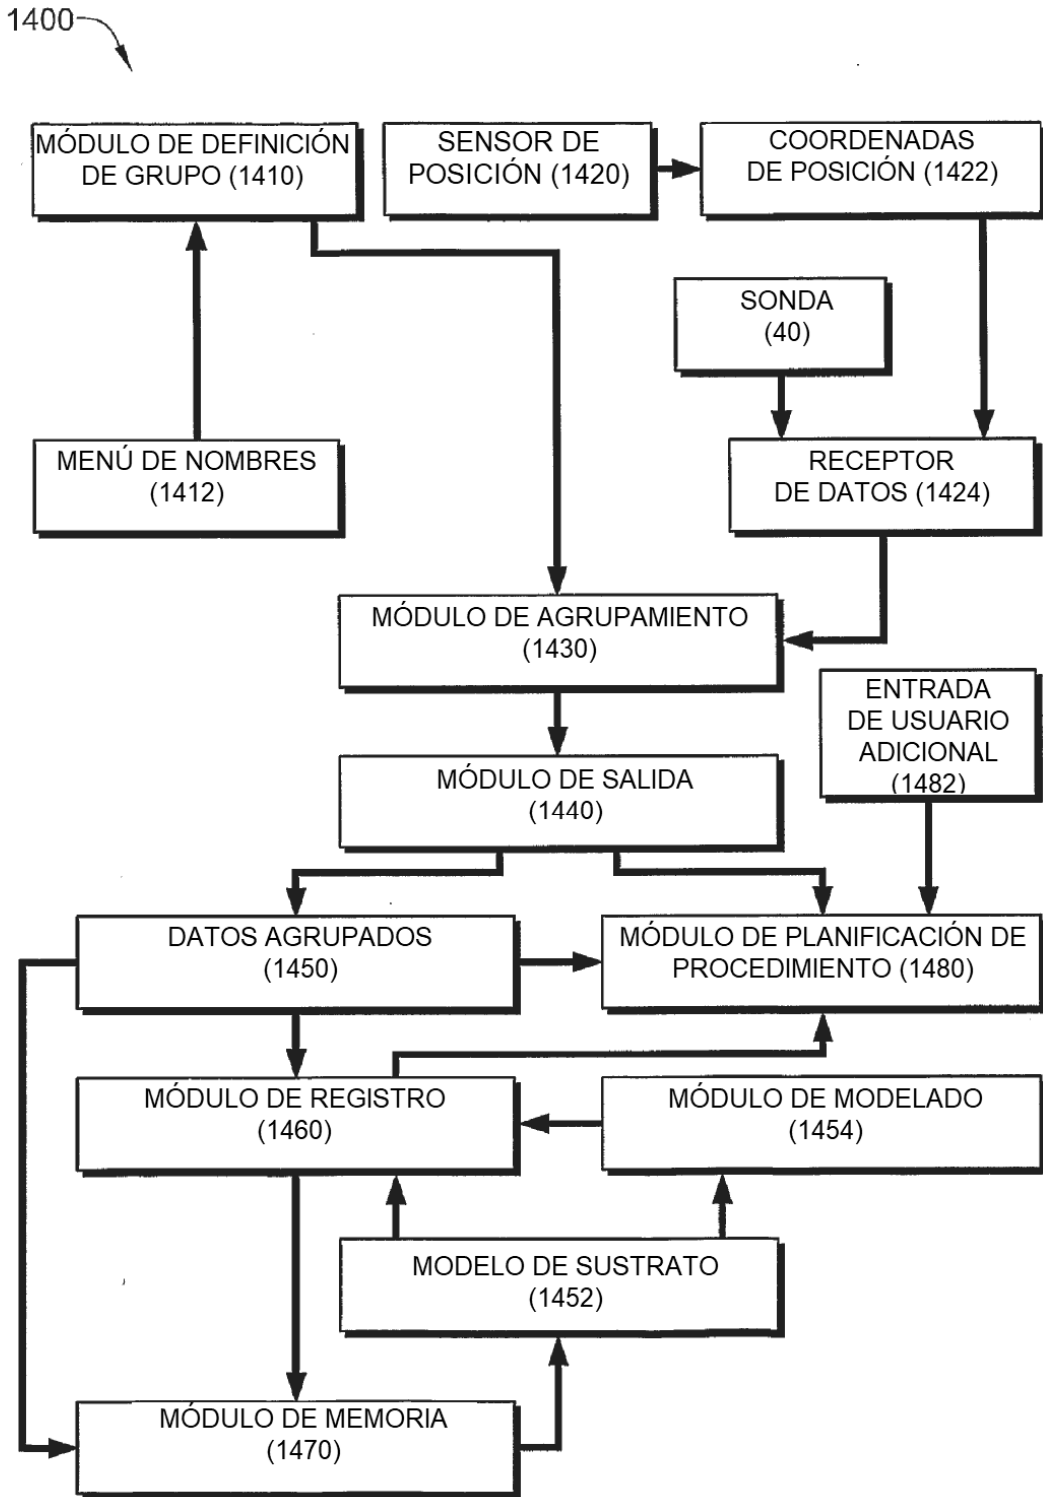 1400
MÓDULO DE DEFINICIÓN
DE GRUPO (1410)
SENSOR DE
POSICIÓN (1420)
COORDENADAS
DE POSICIÓN (1422)
SONDA
(40)
MENÚ DE NOMBRES
(1412)
RECEPTOR
DE DATOS (1424)
MÓDULO DE AGRUPAMIENTO
(1430)
ENTRADA
DE USUARIO
ADICIONAL
(1482)
MÓDULO DE SALIDA
(1440)
DATOS AGRUPADOS
(1450)
MÓDULO DE PLANIFICACIÓN DE
PROCEDIMIENTO (1480)
MÓDULO DE REGISTRO
(1460)
MÓDULO DE MODELADO
(1454)
MODELO DE SUSTRATO
(1452)
MÓDULO DE MEMORIA
(1470)